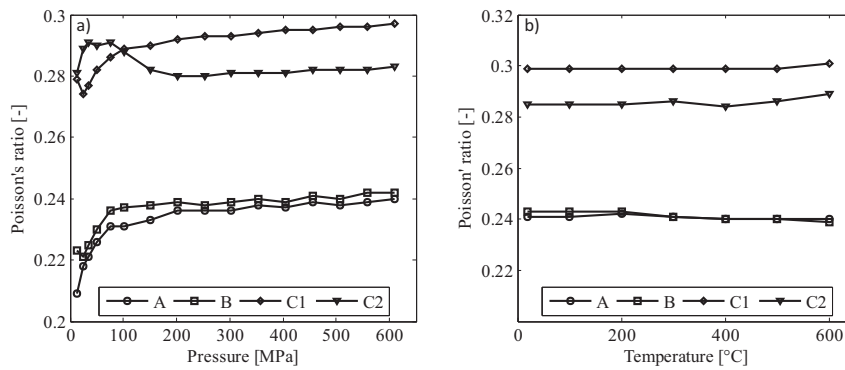 a)
0.3
0.28
0.26
0.24
0.22
0.2
Poisson's ratio [-]
0 100 200 300 400 500 600
Pressure [MPa]
A B C1 C2
b)
0.32
0.3
0.28
0.26
0.24
0.22
Poisson' ratio [-]
0 200 400 600
Temperature [°C]
A B C1 C2